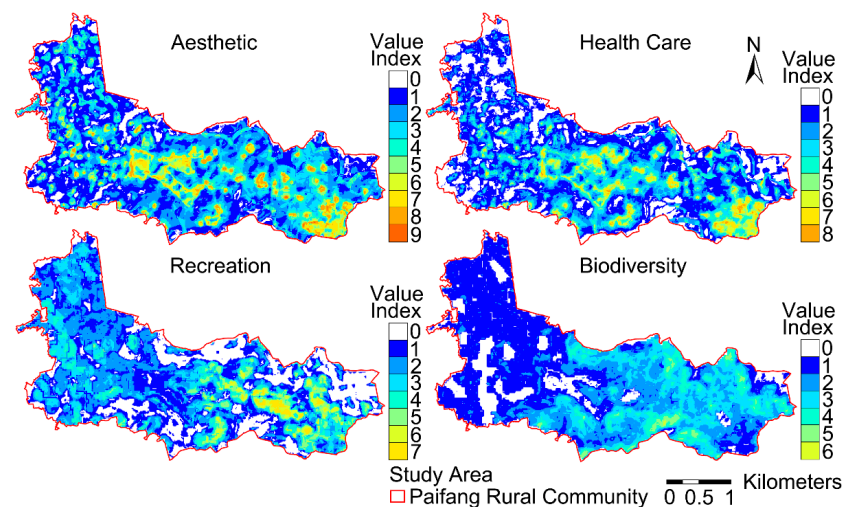 Aesthetic
Value
Index
0
1
2
3
4
5
6
7
8
9
Health Care
N
Value
Index
0
1
2
3
4
5
6
7
8
Recreation
Value
Index
0
1
2
3
4
5
6
7
Biodiversity
Value
Index
0
1
2
3
4
5
6
Study Area
Paifang Rural Community
0 0.5 1 Kilometers